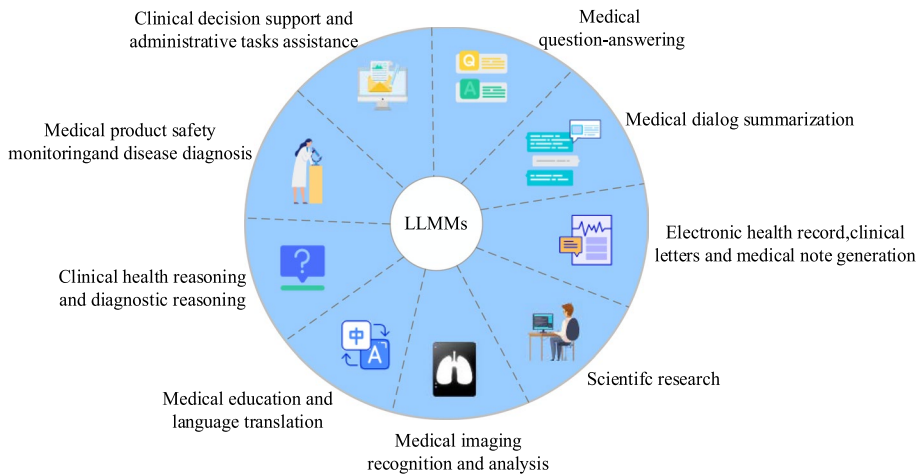 Clinical decision support and
administrative tasks assistance
Medical
question-answering
Q
A
Medical dialog summarization
Medical product safety
monitoringand disease diagnosis
LLMMs
Electronic health record,clinical
letters and medical note generation
?
Clinical health reasoning
and diagnostic reasoning
中
A
Scientifc research
Medical education and
language translation
Medical imaging
recognition and analysis